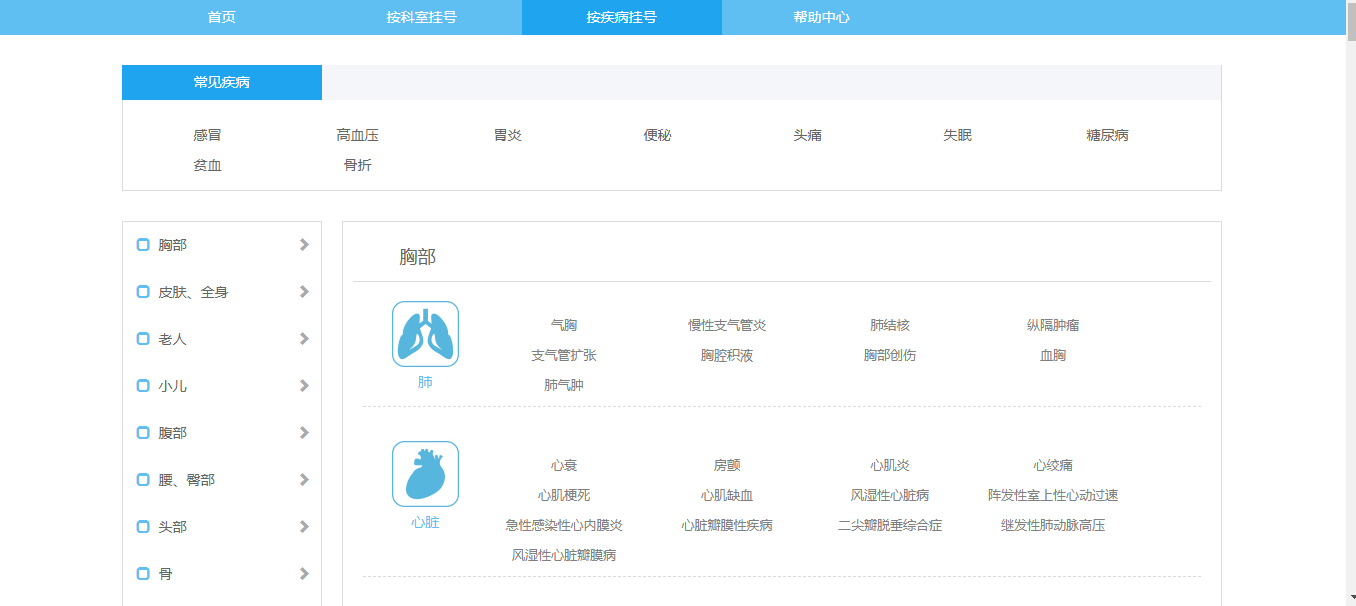 首页 按科室挂号 按疾病挂号 帮助中心
常见疾病
感冒 高血压 胃炎 便秘 头痛 失眠 糖尿病
贫血 骨折
胸部
皮肤、全身
老人
小儿
腹部
腰、臀部
头部
骨
胸部
肺
气胸 慢性支气管炎 肺结核 纵隔肿瘤
支气管扩张 胸腔积液 胸部创伤 血胸
肺气肿
心脏
心衰 房颤 心肌炎 心绞痛
心肌梗死 心肌缺血 风湿性心脏病 阵发性室上性心动过速
急性感染性心内膜炎 心脏瓣膜性疾病 二尖瓣脱垂综合症 继发性肺动脉高压
风湿性心脏瓣膜病